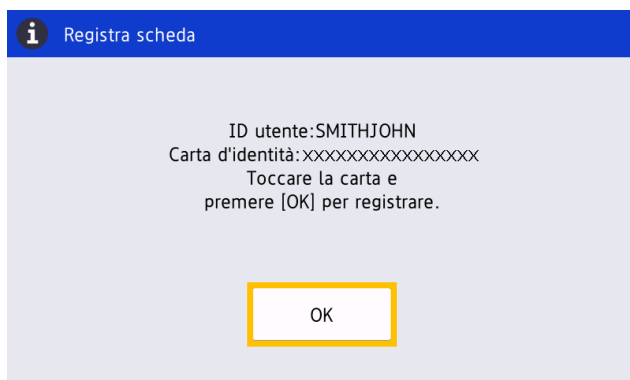 Registra scheda
ID utente:SMITHJOHN
Carta d'identità:XXXXXXXXXXXXXXXX
Toccare la carta e
premere [OK] per registrare.
OK